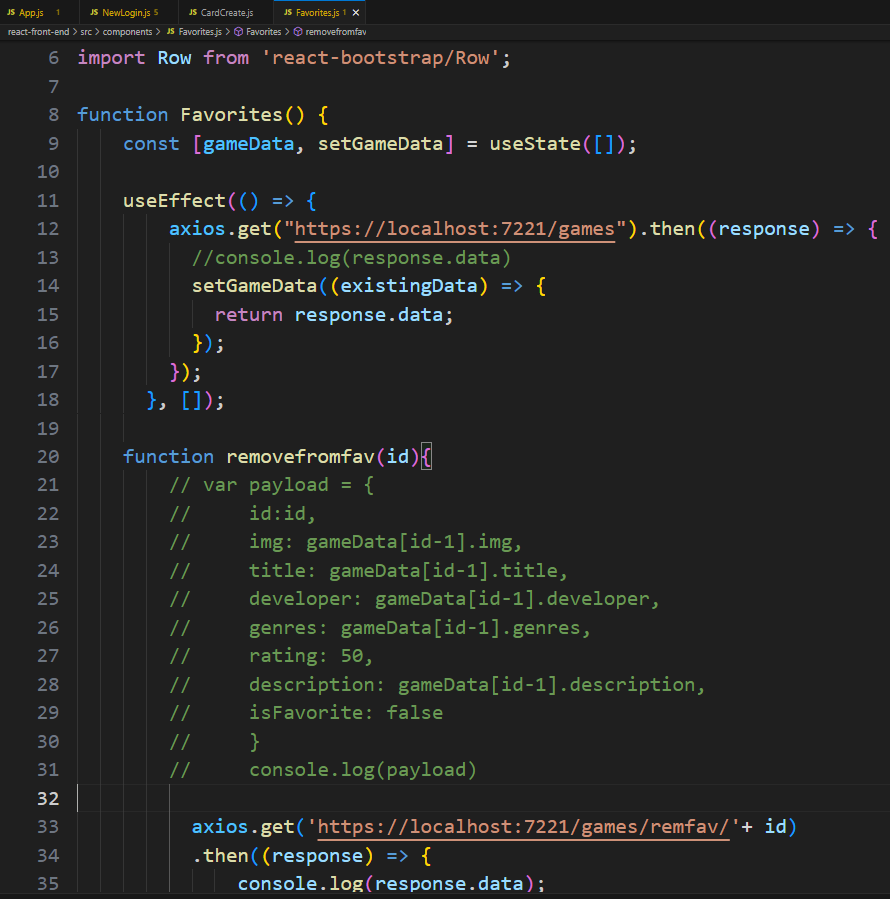 JS App.js 1 JS NewLogin.js 5 JS CardCreate.js JS Favorites.js 1 ×
react-front-end > src > components > JS Favorites.js > Favorites > removefromfav
6 import Row from 'react-bootstrap/Row';
7
8 function Favorites() {
9 const [gameData, setGameData] = useState([]);
10
11 useEffect(() => {
12 axios.get("https://localhost:7221/games").then((response) => {
13 //console.log(response.data)
14 setGameData((existingData) => {
15 return response.data;
16 });
17 });
18 }, []);
19
20 function removefromfav(id){
21 // var payload = {
22 // id:id,
23 // img: gameData[id-1].img,
24 // title: gameData[id-1].title,
25 // developer: gameData[id-1].developer,
26 // genres: gameData[id-1].genres,
27 // rating: 50,
28 // description: gameData[id-1].description,
29 // isFavorite: false
30 // }
31 // console.log(payload)
32
33 axios.get('https://localhost:7221/games/remfav/'+ id)
34 .then((response) => {
35 console.log(response.data);